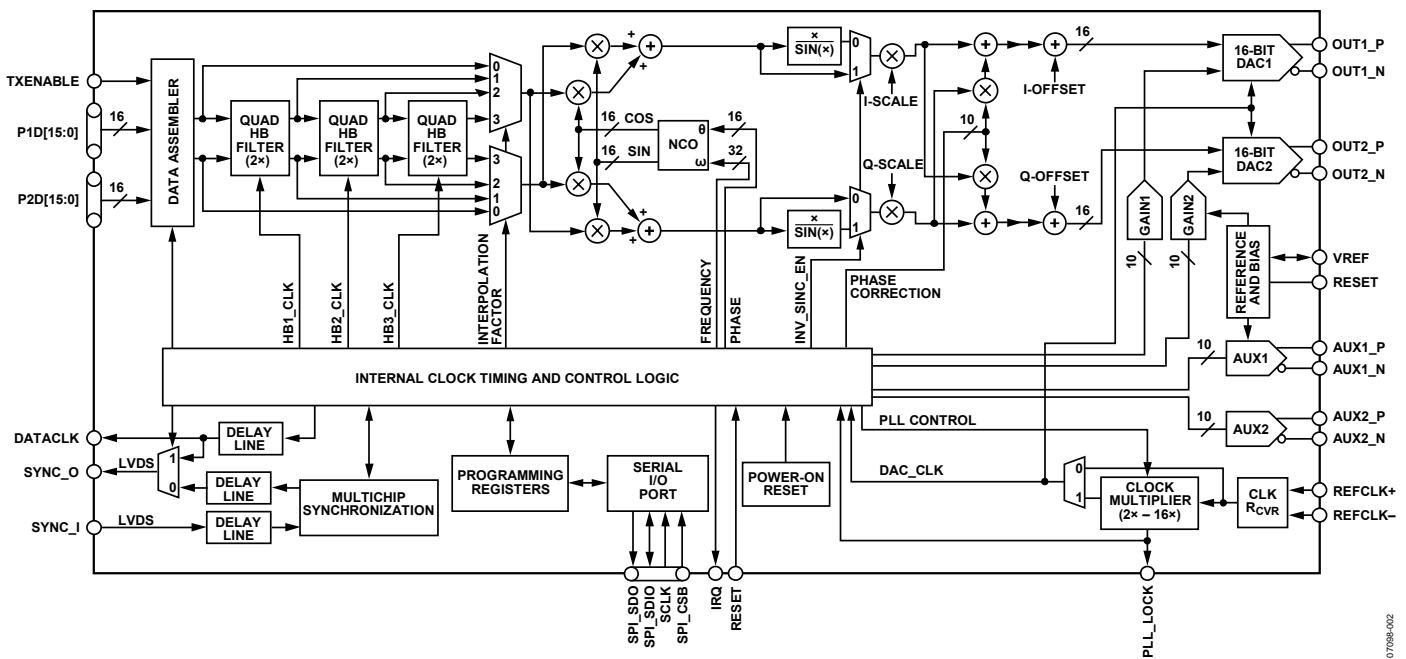 TXENABLE
P1D[15:0]
16
P2D[15:0]
16
DATA ASSEMBLER
QUAD
HB
FILTER
(2×)
QUAD
HB
FILTER
(2×)
QUAD
HB
FILTER
(2×)
0
1
2
3
3
2
1
0
HB1_CLK
HB2_CLK
HB3_CLK
INTERPOLATION
FACTOR
+
+
+
+
16
COS
16
SIN
NCO
θ
ω
16
32
FREQUENCY
PHASE
×
SIN(×)
0
1
I-SCALE
Q-SCALE
×
SIN(×)
0
1
INV_SINC_EN
PHASE
CORRECTION
10
16
I-OFFSET
Q-OFFSET
16
16-BIT
DAC1
16-BIT
DAC2
GAIN1
GAIN2
10
10
REFERENCE
AND BIAS
OUT1_P
OUT1_N
OUT2_P
OUT2_N
VREF
RESET
10
AUX1
AUX1_P
AUX1_N
10
AUX2
AUX2_P
AUX2_N
INTERNAL CLOCK TIMING AND CONTROL LOGIC
DATACLK
DELAY
LINE
SYNC_O
LVDS
1
0
DELAY
LINE
SYNC_I
LVDS
DELAY
LINE
MULTICHIP
SYNCHRONIZATION
PROGRAMMING
REGISTERS
SERIAL
I/O
PORT
POWER-ON
RESET
PLL CONTROL
DAC_CLK
0
1
CLOCK
MULTIPLIER
(2× – 16×)
CLK
RCVR
REFCLK+
REFCLK–
SPI_SDO
SPI_SDIO
SCLK
SPI_CSB
IRQ
RESET
PLL_LOCK
07098-002